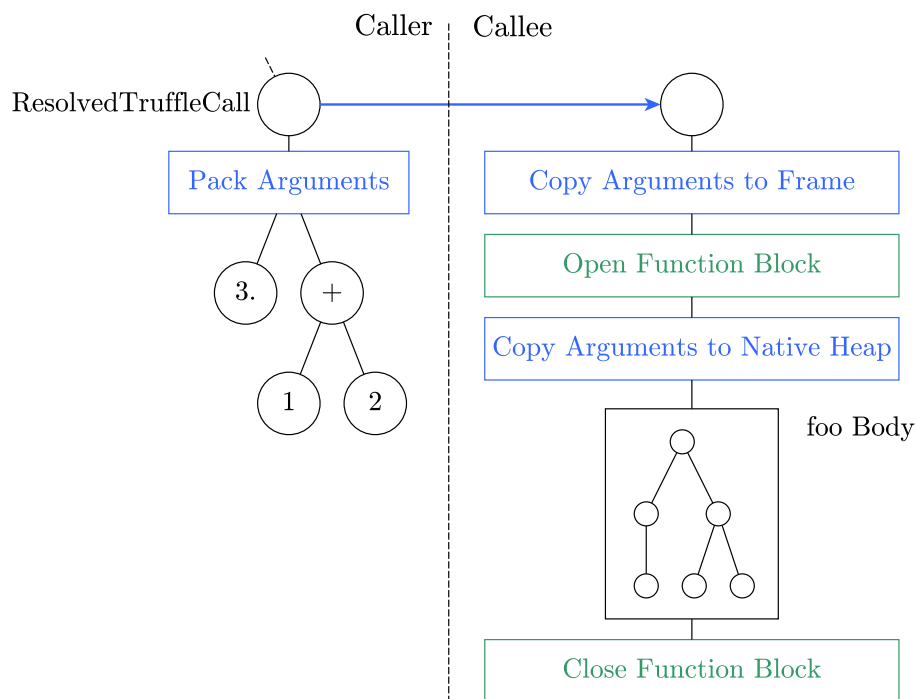 Caller
Callee
ResolvedTruffleCall
Pack Arguments
Copy Arguments to Frame
Open Function Block
3.
+
Copy Arguments to Native Heap
1
2
foo Body
Close Function Block